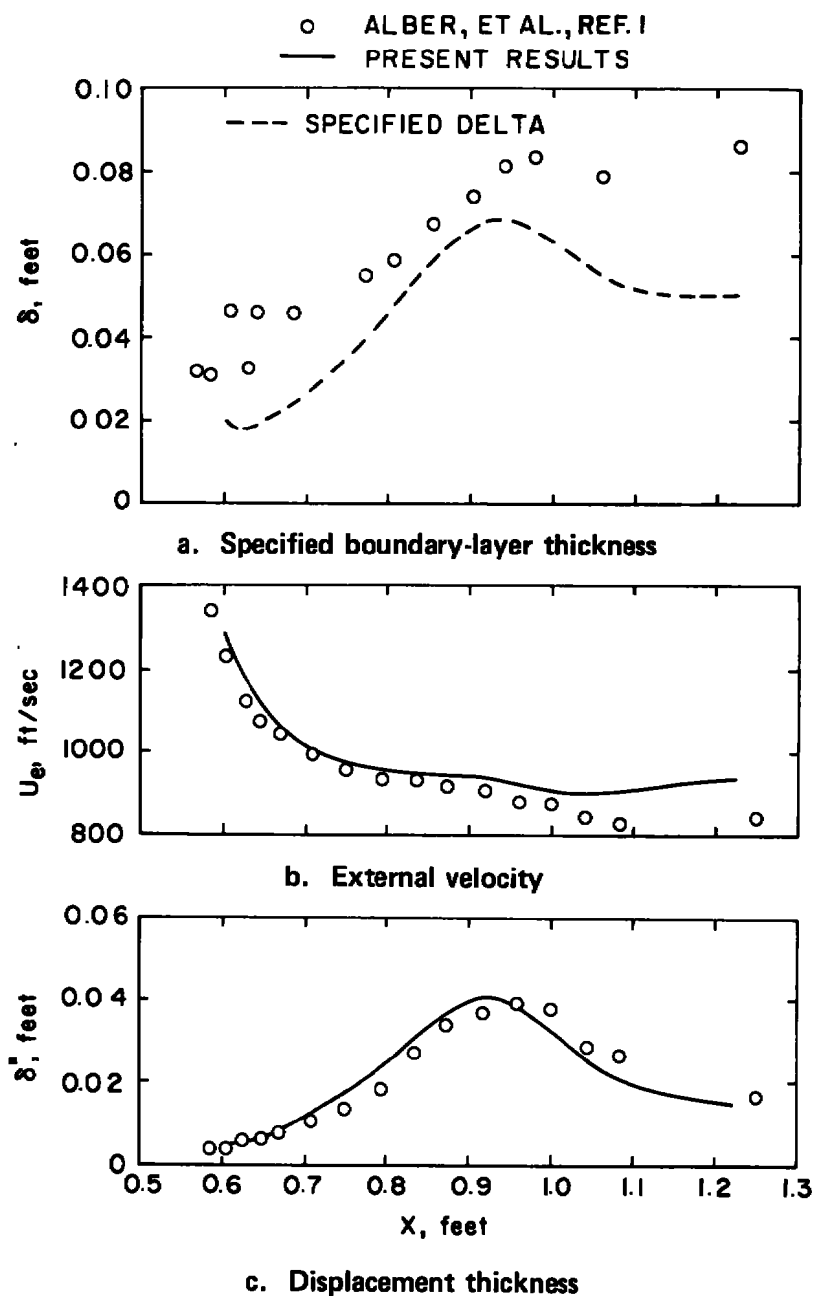 ALBER, ET AL., REF. 1
PRESENT RESULTS
0.10
0.08
0.06
0.04
0.02
0
δ, feet
SPECIFIED DELTA
a. Specified boundary-layer thickness
1400
1200
1000
800
Ue, ft/sec
b. External velocity
0.06
0.04
0.02
0
δ*, feet
0.5 0.6 0.7 0.8 0.9 1.0 1.1 1.2 1.3
X, feet
c. Displacement thickness